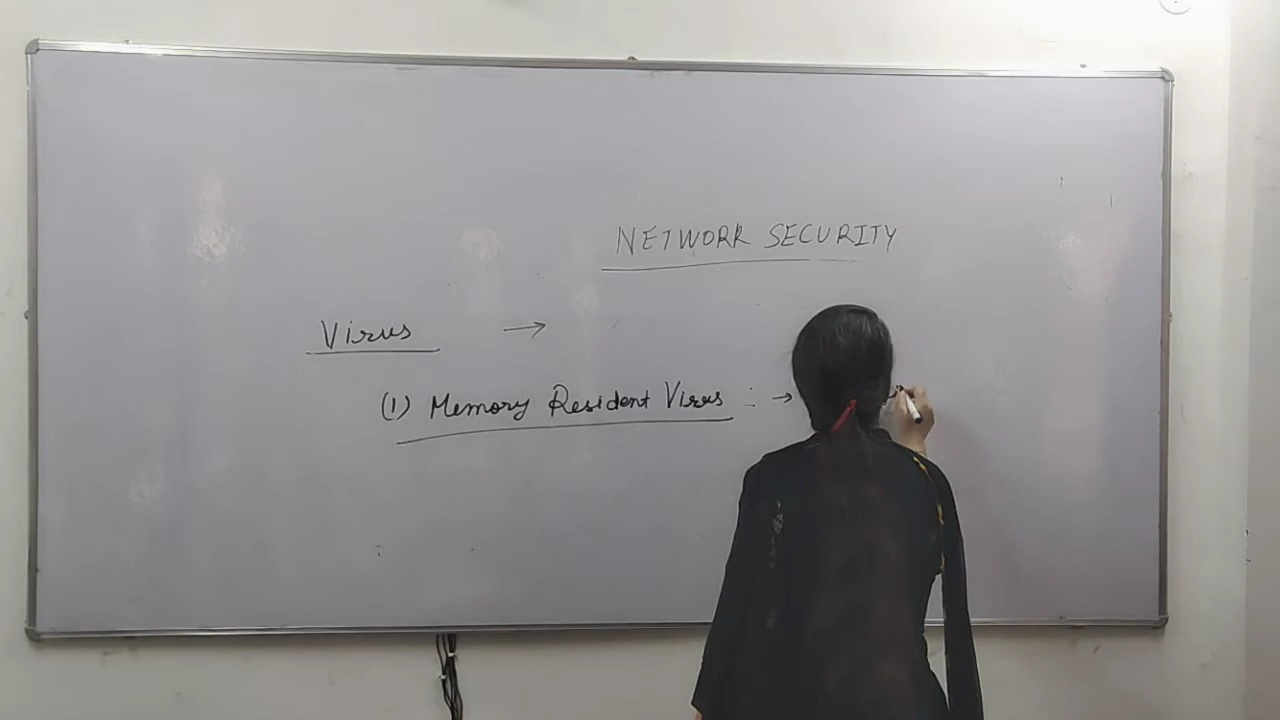 NETWORK SECURITY
Virus →
(1) Memory Resident Virus : →